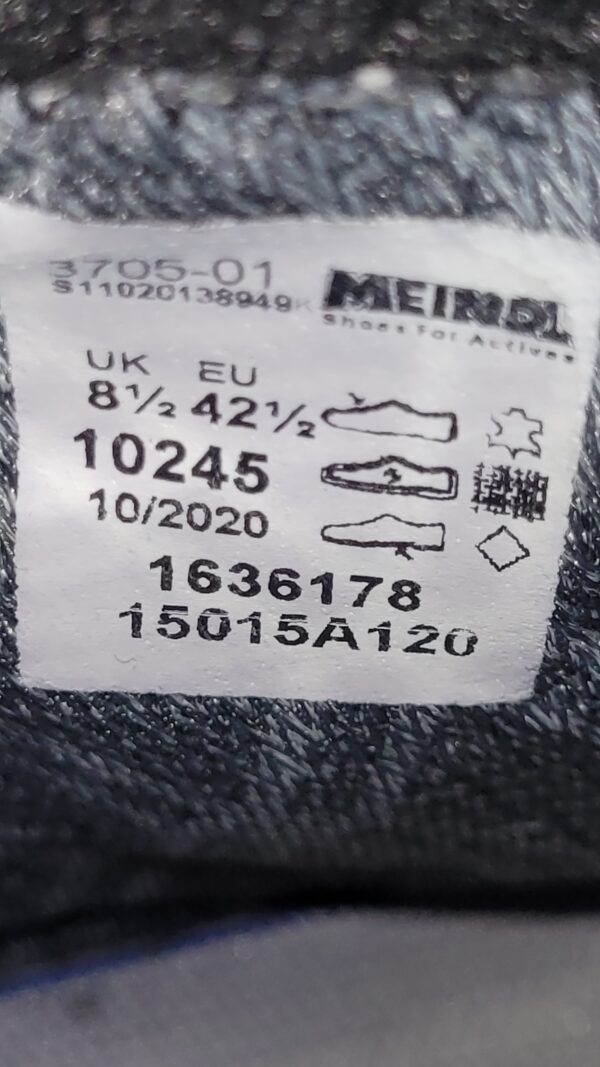 3705-01
S11020138949K
MEINDL
Shoes For Actives
UK EU
8½ 42½
10245
10/2020
1636178
15015A120